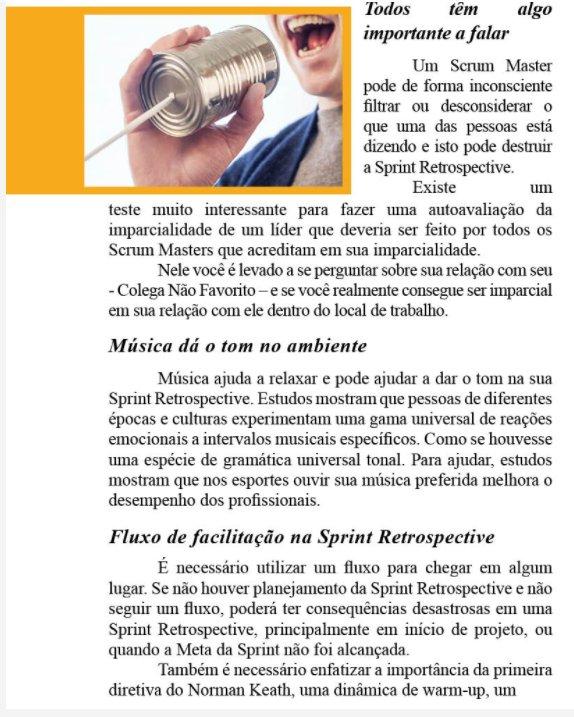 Todos têm algo
importante a falar
Um Scrum Master
pode de forma inconsciente
filtrar ou desconsiderar o
que uma das pessoas está
dizendo e isto pode destruir
a Sprint Retrospective.
Existe um
teste muito interessante para fazer uma autoavaliação da
imparcialidade de um líder que deveria ser feito por todos os
Scrum Masters que acreditam em sua imparcialidade.
Nele você é levado a se perguntar sobre sua relação com seu
- Colega Não Favorito – e se você realmente consegue ser imparcial
em sua relação com ele dentro do local de trabalho.
Música dá o tom no ambiente
Música ajuda a relaxar e pode ajudar a dar o tom na sua
Sprint Retrospective. Estudos mostram que pessoas de diferentes
épocas e culturas experimentam uma gama universal de reações
emocionais a intervalos musicais específicos. Como se houvesse
uma espécie de gramática universal tonal. Para ajudar, estudos
mostram que nos esportes ouvir sua música preferida melhora o
desempenho dos profissionais.
Fluxo de facilitação na Sprint Retrospective
É necessário utilizar um fluxo para chegar em algum
lugar. Se não houver planejamento da Sprint Retrospective e não
seguir um fluxo, poderá ter consequências desastrosas em uma
Sprint Retrospective, principalmente em início de projeto, ou
quando a Meta da Sprint não foi alcançada.
Também é necessário enfatizar a importância da primeira
diretiva do Norman Keath, uma dinâmica de warm-up, um